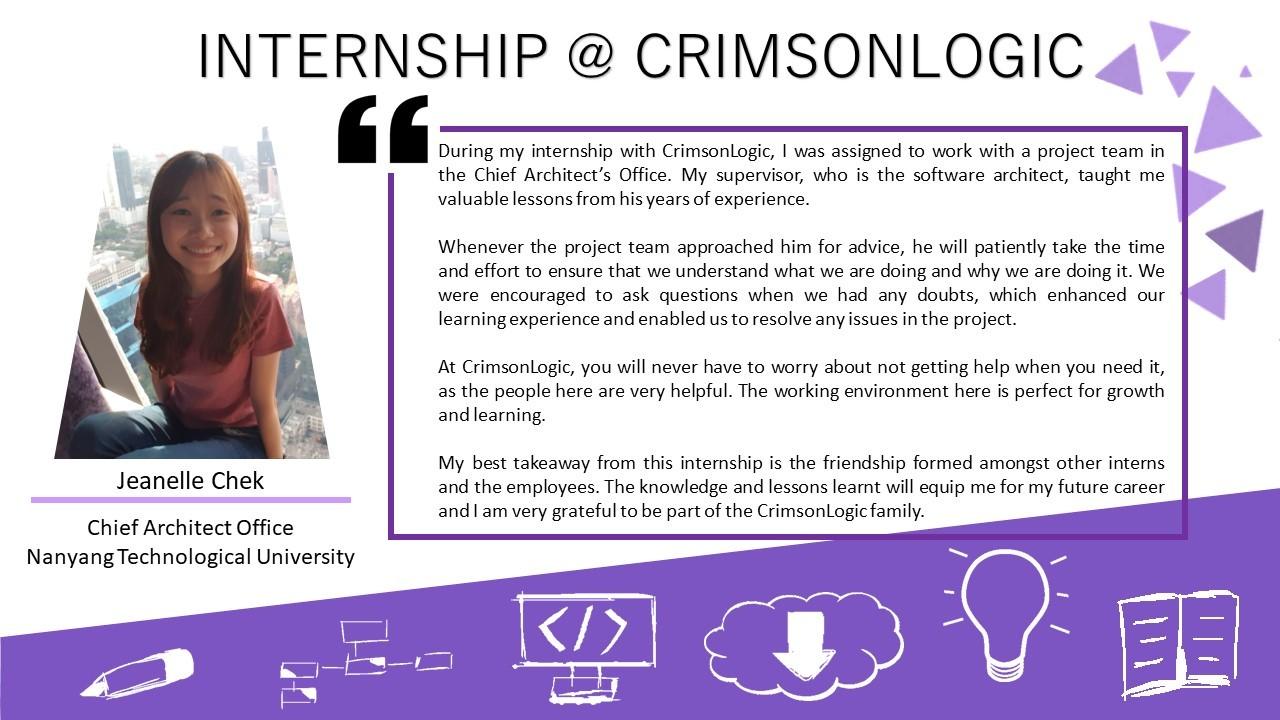 INTERNSHIP @ CRIMSONLOGIC
“
During my internship with CrimsonLogic, I was assigned to work with a project team in
the Chief Architect’s Office. My supervisor, who is the software architect, taught me
valuable lessons from his years of experience.
Whenever the project team approached him for advice, he will patiently take the time
and effort to ensure that we understand what we are doing and why we are doing it. We
were encouraged to ask questions when we had any doubts, which enhanced our
learning experience and enabled us to resolve any issues in the project.
At CrimsonLogic, you will never have to worry about not getting help when you need it,
as the people here are very helpful. The working environment here is perfect for growth
and learning.
My best takeaway from this internship is the friendship formed amongst other interns
and the employees. The knowledge and lessons learnt will equip me for my future career
and I am very grateful to be part of the CrimsonLogic family.
Jeanelle Chek
Chief Architect Office
Nanyang Technological University
</>